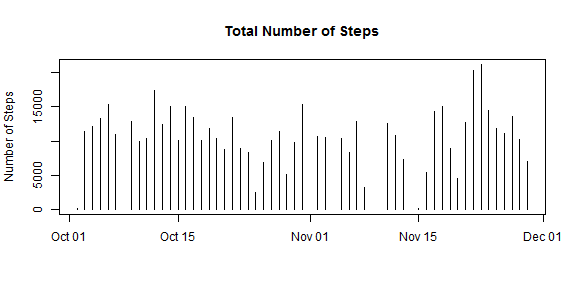 Total Number of Steps
Number of Steps
15000
5000
0
Oct 01 Oct 15 Nov 01 Nov 15 Dec 01